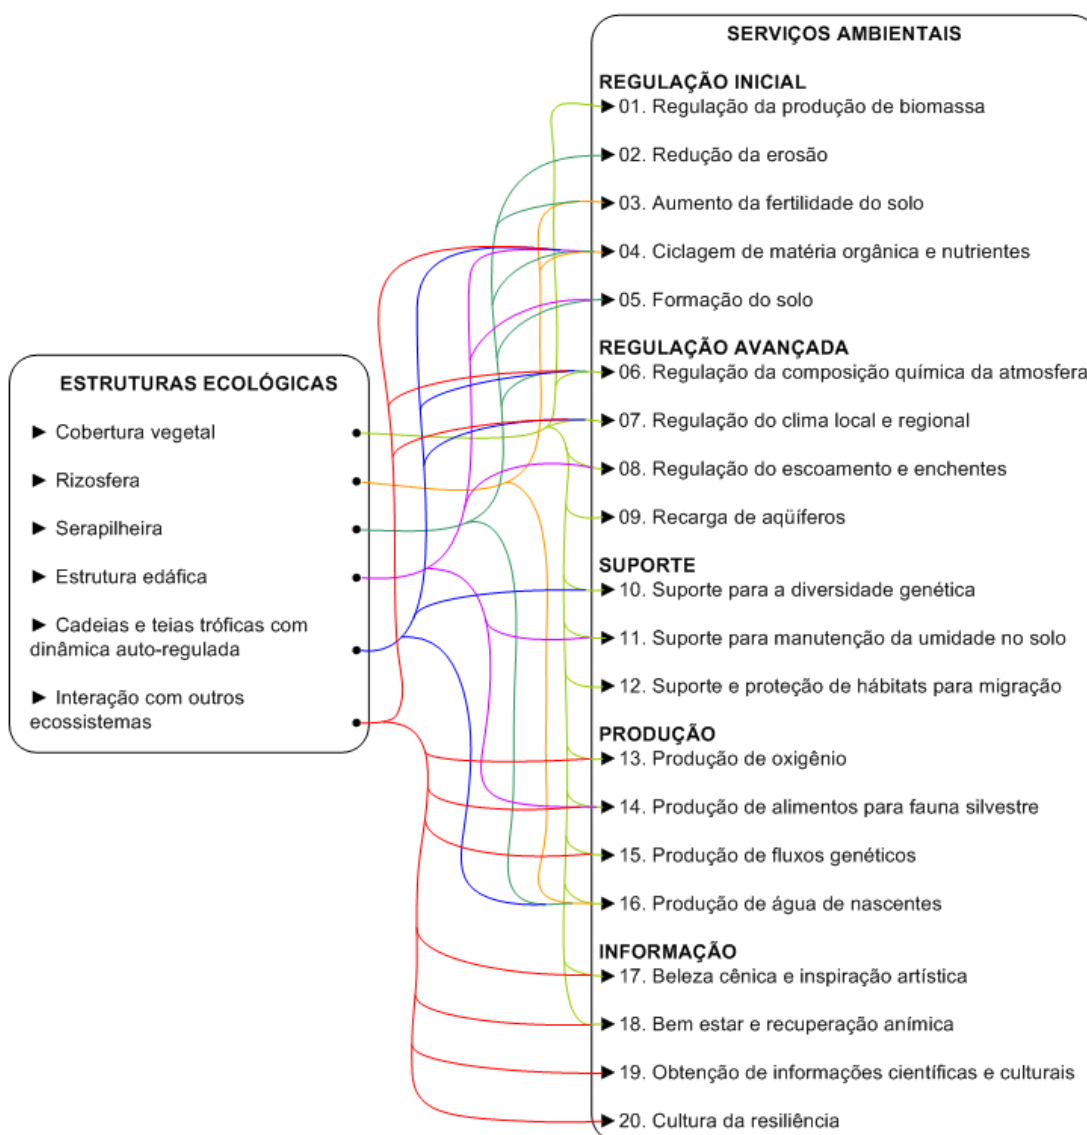 SERVIÇOS AMBIENTAIS
REGULAÇÃO INICIAL
01. Regulação da produção de biomassa
02. Redução da erosão
03. Aumento da fertilidade do solo
04. Ciclagem de matéria orgânica e nutrientes
05. Formação do solo
REGULAÇÃO AVANÇADA
06. Regulação da composição química da atmosfera
07. Regulação do clima local e regional
08. Regulação do escoamento e enchentes
09. Recarga de aqüíferos
SUPORTE
10. Suporte para a diversidade genética
11. Suporte para manutenção da umidade no solo
12. Suporte e proteção de hábitats para migração
PRODUÇÃO
13. Produção de oxigênio
14. Produção de alimentos para fauna silvestre
15. Produção de fluxos genéticos
16. Produção de água de nascentes
INFORMAÇÃO
17. Beleza cênica e inspiração artística
18. Bem estar e recuperação anímica
19. Obtenção de informações científicas e culturais
20. Cultura da resiliência
ESTRUTURAS ECOLÓGICAS
► Cobertura vegetal
► Rizosfera
► Serapilheira
► Estrutura edáfica
► Cadeias e teias tróficas com
dinâmica auto-regulada
► Interação com outros
ecossistemas